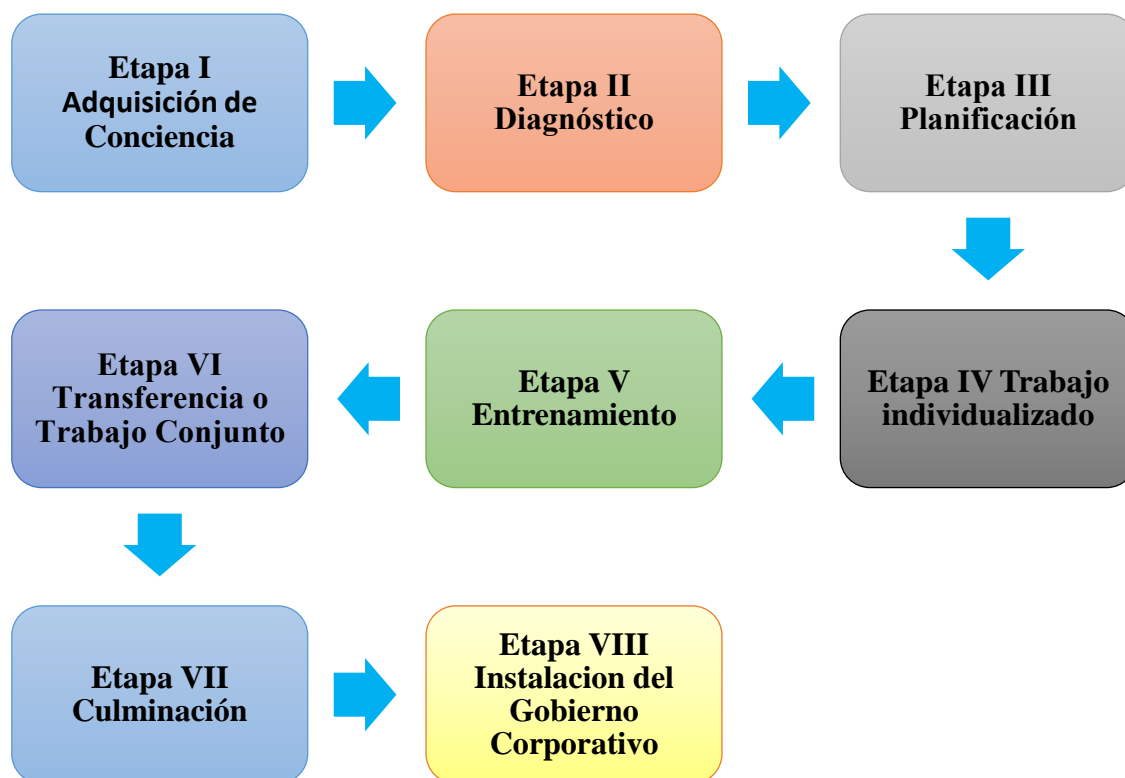 Etapa I
Adquisición de
Conciencia
Etapa II
Diagnóstico
Etapa III
Planificación
Etapa IV Trabajo
individualizado
Etapa V
Entrenamiento
Etapa VI
Transferencia o
Trabajo Conjunto
Etapa VII
Culminación
Etapa VIII
Instalacion del
Gobierno
Corporativo